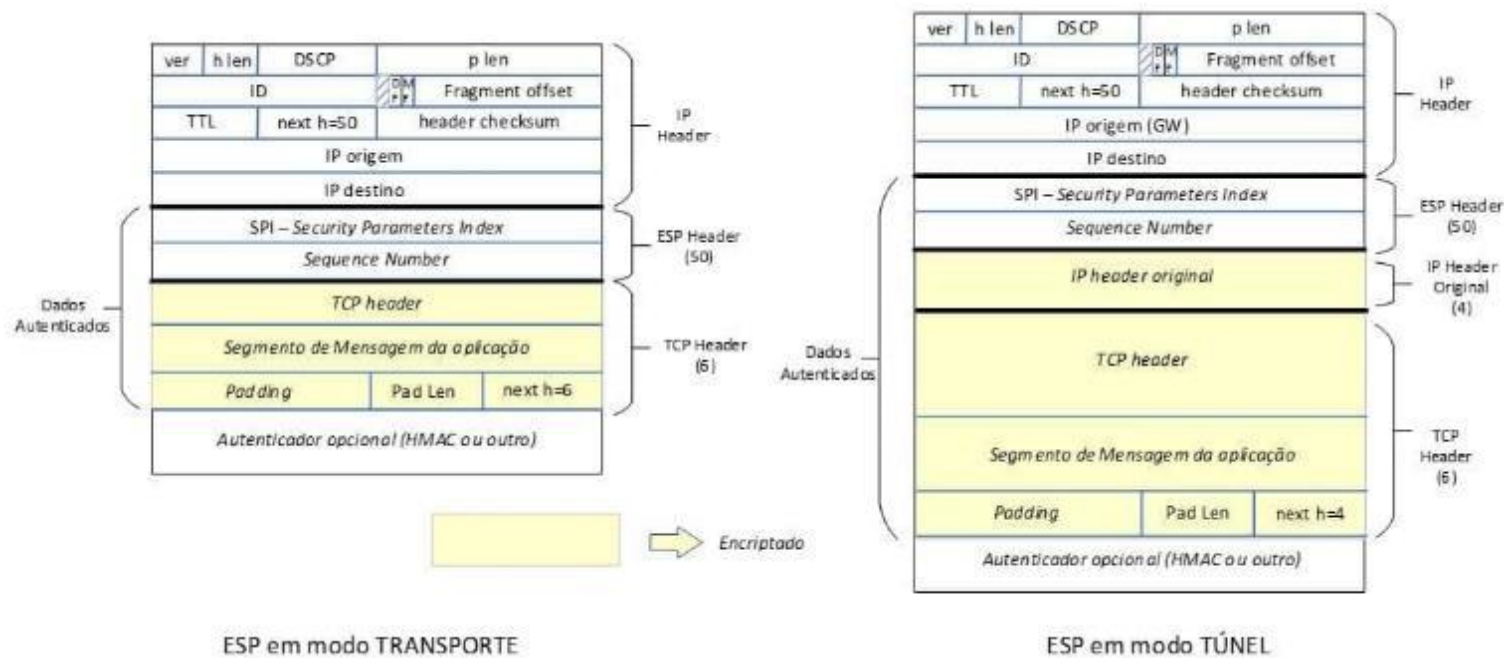 ver h len DSCP p len
ID DF MF Fragment offset
TTL next h=50 header checksum
IP origem
IP destino
SPI – Security Parameters Index
Sequence Number
TCP header
Segmento de Mensagem da aplicação
Padding Pad Len next h=6
Autenticador opcional (HMAC ou outro)
IP
Header
ESP Header
(50)
TCP Header
(6)
Dados
Autenticados
Encriptado
ESP em modo TRANSPORTE
ver h len DSCP p len
ID DF MF Fragment offset
TTL next h=50 header checksum
IP origem (GW)
IP destino
SPI – Security Parameters Index
Sequence Number
IP header original
TCP header
Segmento de Mensagem da aplicação
Padding Pad Len next h=4
Autenticador opcional (HMAC ou outro)
IP
Header
ESP Header
(50)
IP Header
Original
(4)
TCP
Header
(6)
Dados
Autenticados
ESP em modo TÚNEL